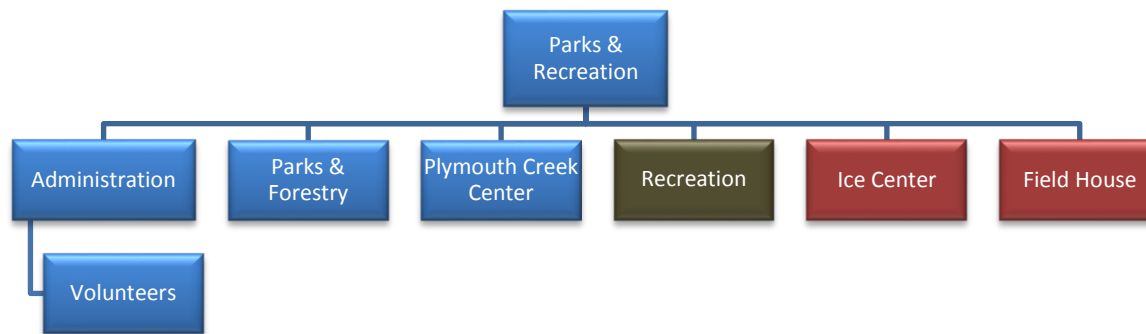 Parks &
Recreation
Administration
Parks &
Forestry
Plymouth Creek
Center
Recreation
Ice Center
Field House
Volunteers